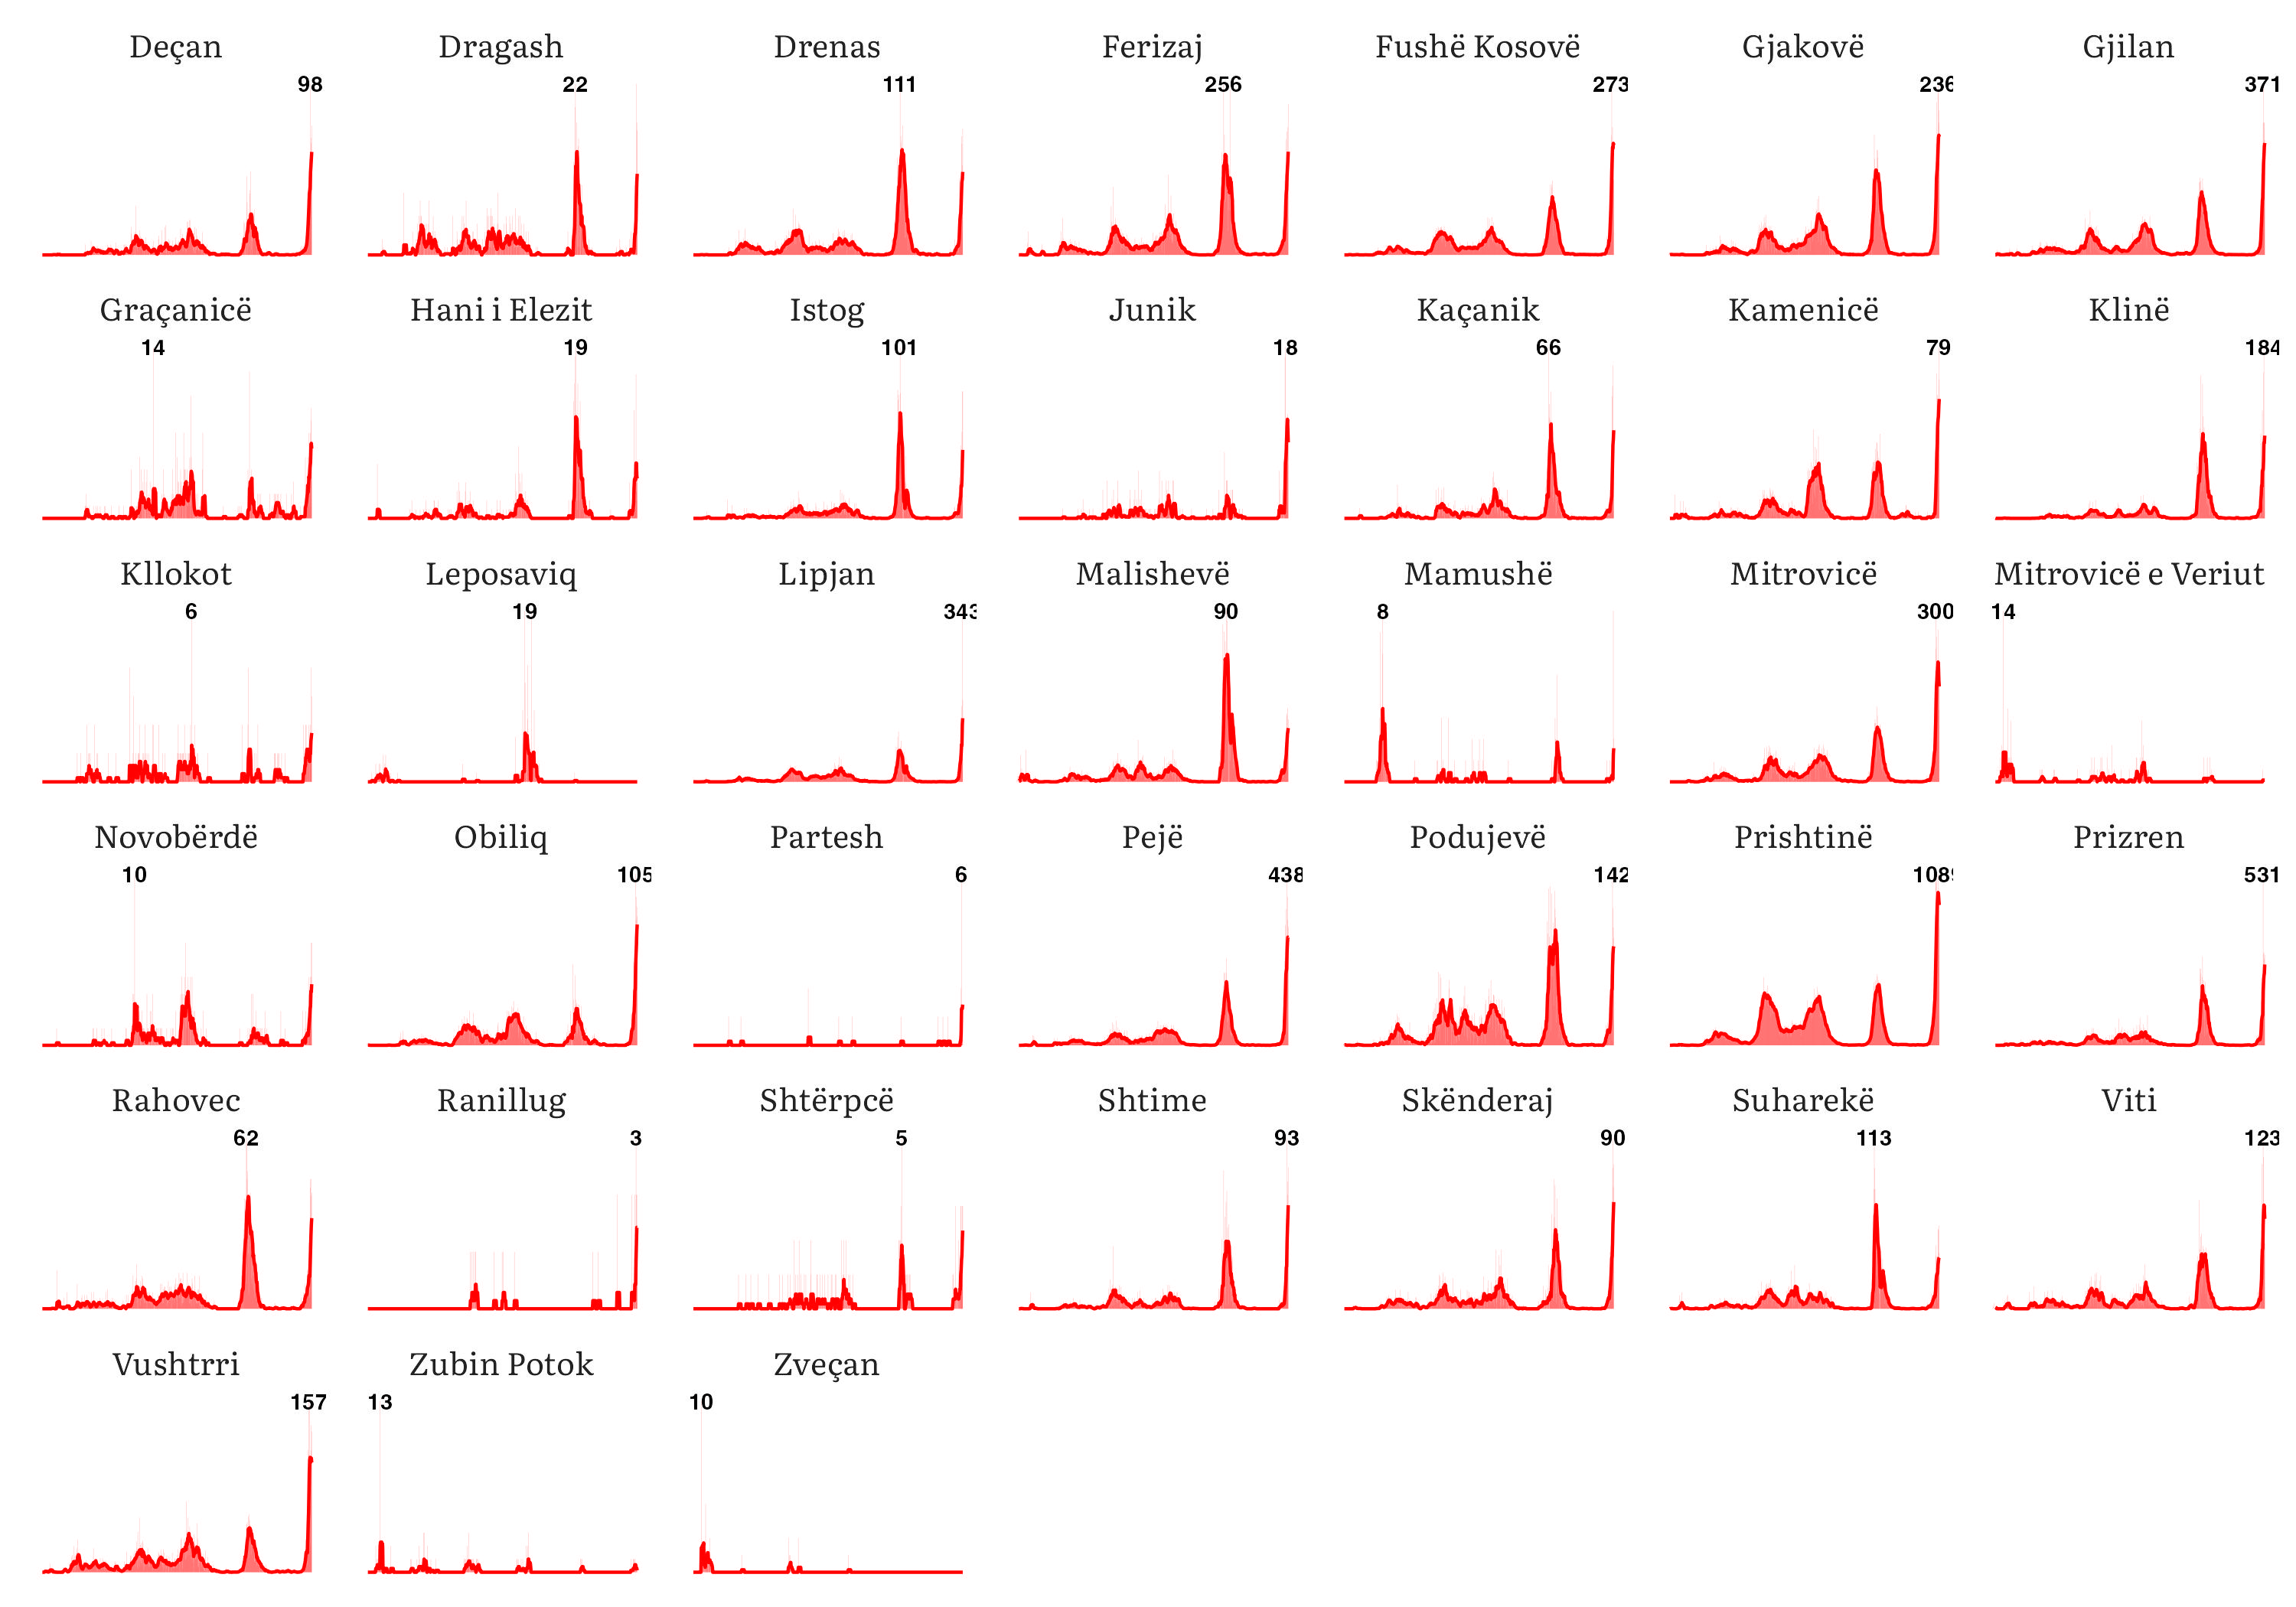 Deçan Dragash Drenas Ferizaj Fushë Kosovë Gjakovë Gjilan
98 22 111 256 273 236 371
Graçanicë Hani i Elezit Istog Junik Kaçanik Kamenicë Klinë
14 19 101 18 66 79 184
Kllokot Leposaviq Lipjan Malishevë Mamushë Mitrovicë Mitrovicë e Veriut
6 19 343 90 8 300 14
Novobërdë Obiliq Partesh Pejë Podujevë Prishtinë Prizren
10 105 6 438 142 1089 531
Rahovec Ranillug Shtërpcë Shtime Skënderaj Suharekë Viti
62 3 5 93 90 113 123
Vushtrri Zubin Potok Zveçan
157 13 10